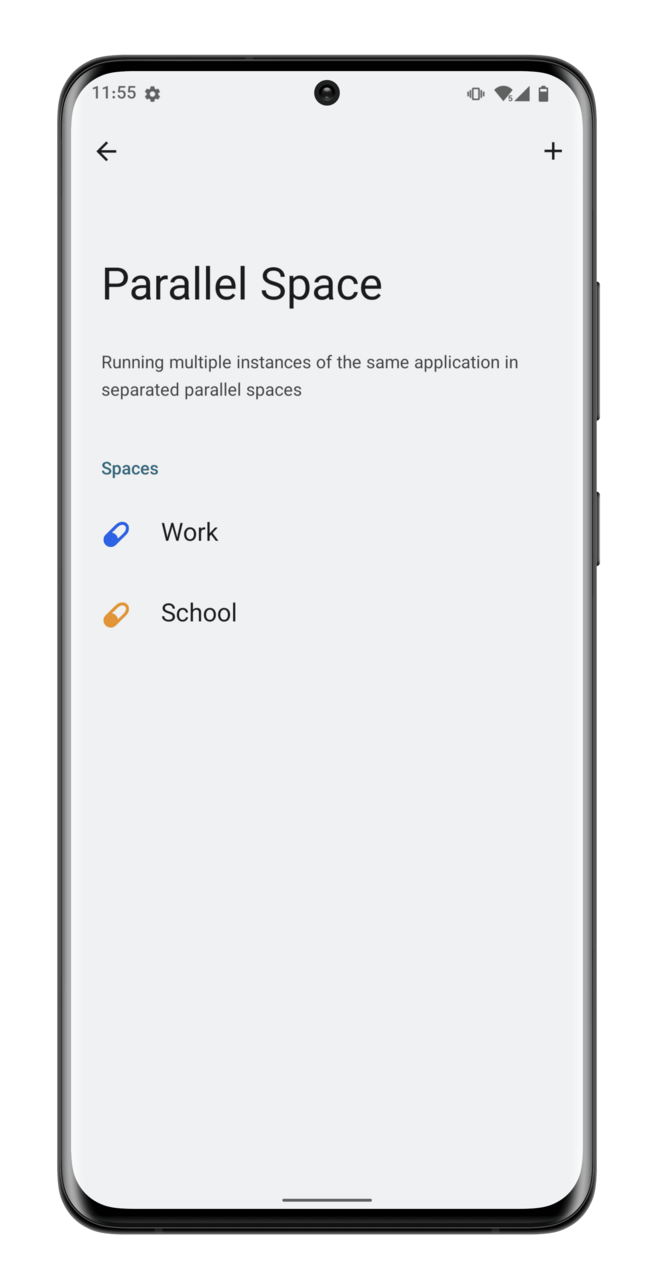 11:55
Parallel Space
Running multiple instances of the same application in
separated parallel spaces
Spaces
Work
School